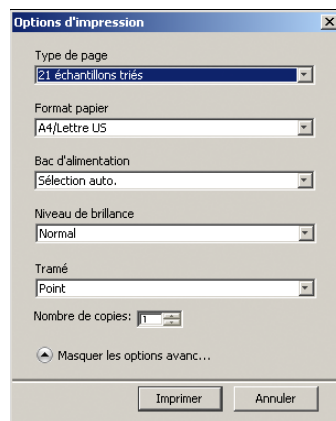 Options d'impression
Type de page
21 échantillons triés
Format papier
A4/Lettre US
Bac d'alimentation
Sélection auto.
Niveau de brillance
Normal
Tramé
Point
Nombre de copies: 1
Masquer les options avanc...
Imprimer Annuler